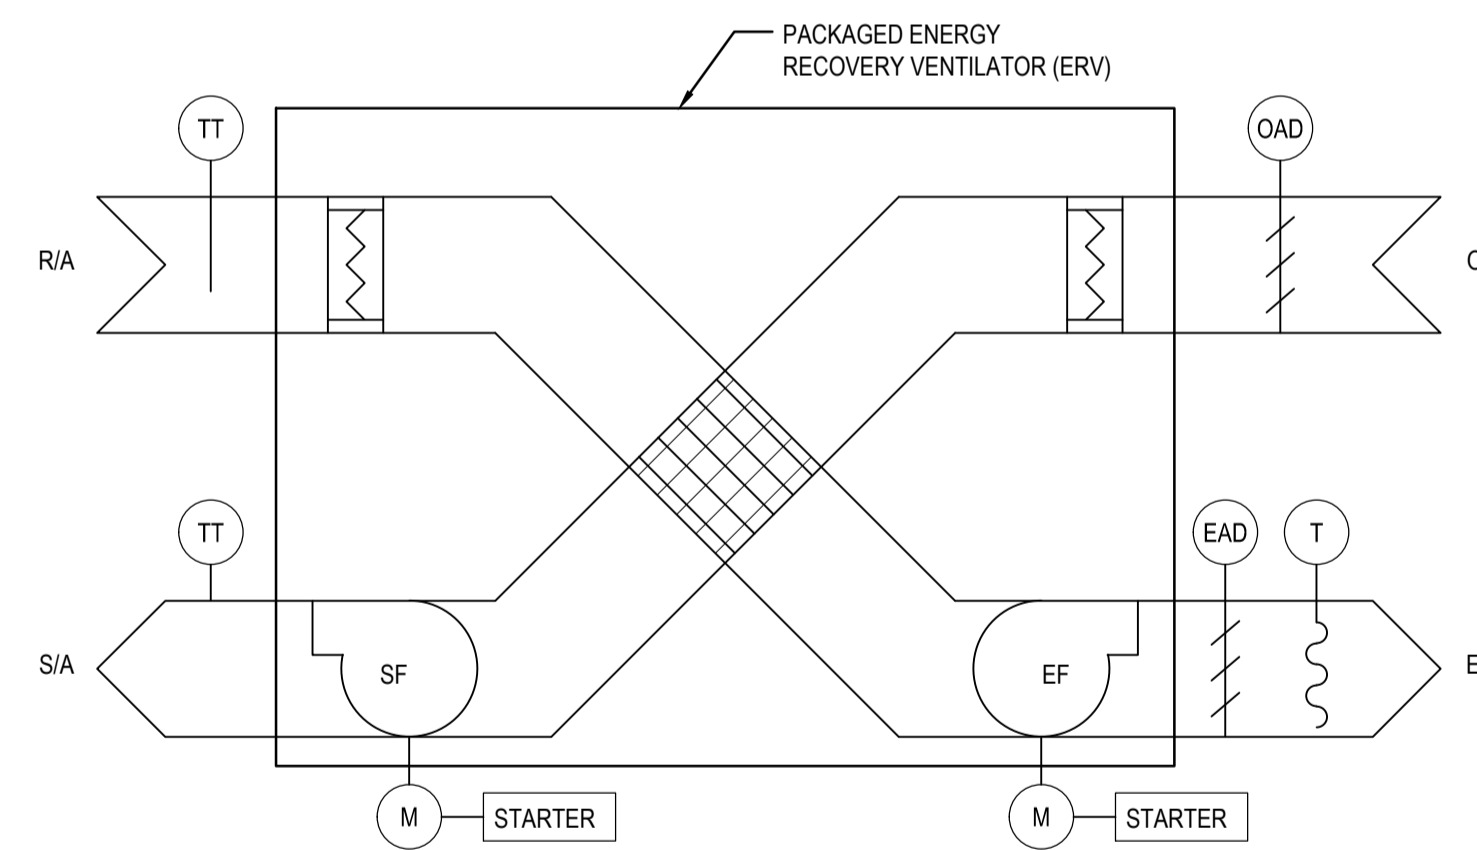 PACKAGED ENERGY
RECOVERY VENTILATOR (ERV)
TT
OAD
R/A
TT
EAD
T
S/A
SF
EF
M
STARTER
M
STARTER